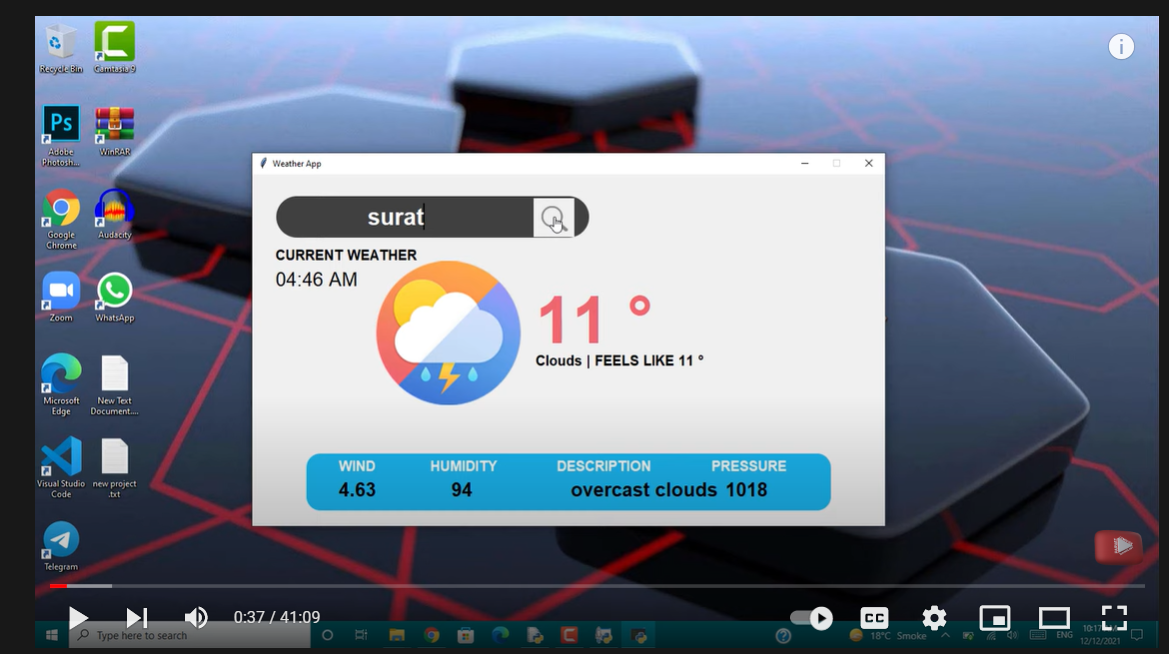 Recycle Bin
Camtasia 9
Ps
Adobe Photosh...
WinRAR
Google Chrome
Audacity
Zoom
WhatsApp
Microsoft Edge
New Text Document....
Visual Studio Code
new project .txt
Telegram
Weather App
surat
CURRENT WEATHER
04:46 AM
11 °
Clouds | FEELS LIKE 11 °
WIND HUMIDITY DESCRIPTION PRESSURE
4.63 94 overcast clouds 1018
0:37 / 41:09
CC
Type here to search
18°C Smoke
ENG
12/12/2021